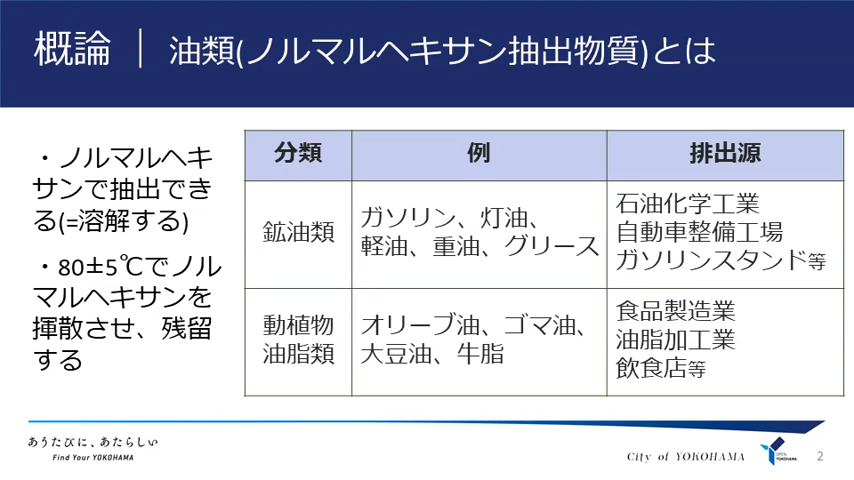 概論 | 油類(ノルマルヘキサン抽出物質)とは
・ノルマルヘキ
サンで抽出でき
る(=溶解する)
・80±5℃でノル
マルヘキサンを
揮散させ、残留
する
分類 例 排出源
鉱油類
ガソリン、灯油、
軽油、重油、グリース
石油化学工業
自動車整備工場
ガソリンスタンド等
動植物
油脂類
オリーブ油、ゴマ油、
大豆油、牛脂
食品製造業
油脂加工業
飲食店等
あうたびに、あたらしい
Find Your YOKOHAMA
City of YOKOHAMA
OPEN
YOKOHAMA
2